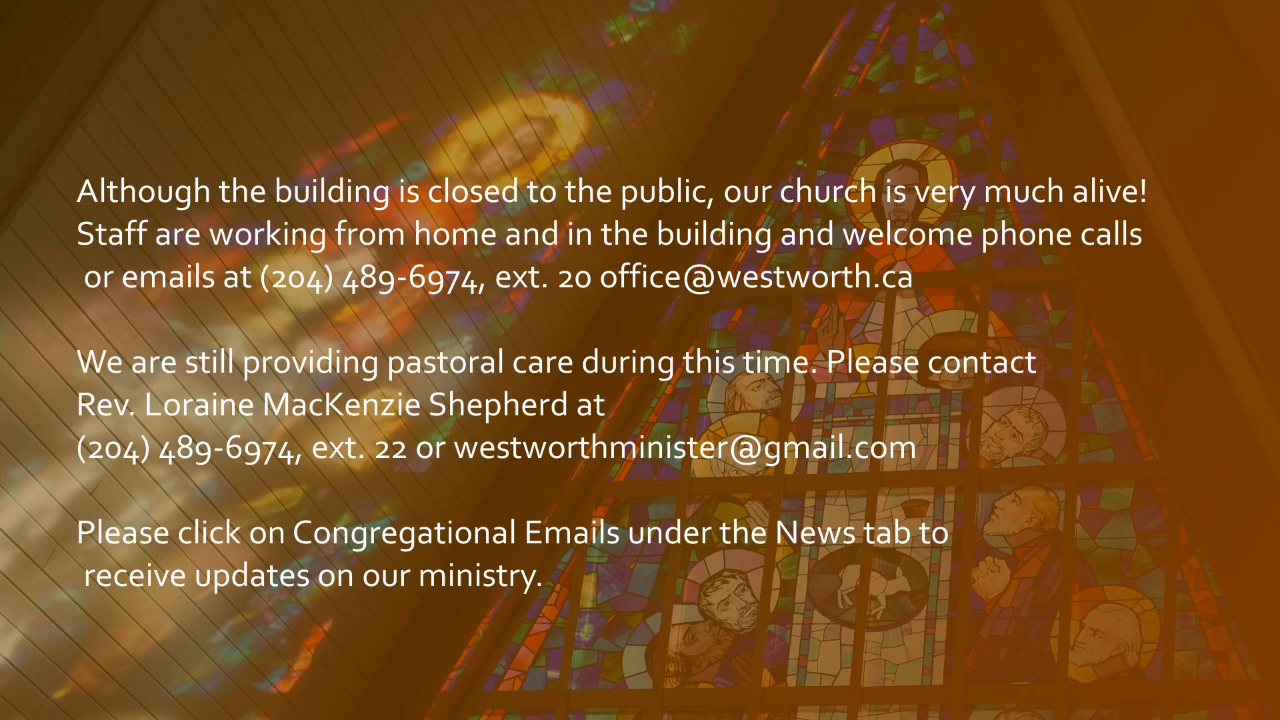 Although the building is closed to the public, our church is very much alive!
Staff are working from home and in the building and welcome phone calls
or emails at (204) 489-6974, ext. 20 office@westworth.ca
We are still providing pastoral care during this time. Please contact
Rev. Loraine MacKenzie Shepherd at
(204) 489-6974, ext. 22 or westworthminister@gmail.com
Please click on Congregational Emails under the News tab to
receive updates on our ministry.